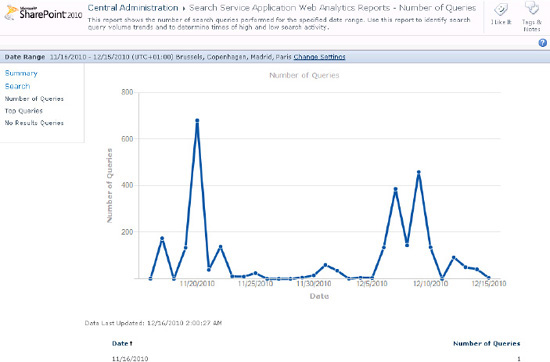 Microsoft
SharePoint 2010
Central Administration ▸ Search Service Application Web Analytics Reports - Number of Queries
This report shows the number of search queries performed for the specified date range. Use this report to identify search
query volume trends and to determine times of high and low search activity.
I Like It
Tags &
Notes
Date Range 11/16/2010 - 12/15/2010 (UTC+01:00) Brussels, Copenhagen, Madrid, Paris Change Settings
Summary
Search
Number of Queries
Top Queries
No Results Queries
Number of Queries
800
600
400
200
Number of Queries
11/20/2010
11/25/2010
11/30/2010
12/5/2010
12/10/2010
12/15/2010
Date
Data Last Updated: 12/16/2010 2:00:27 AM
Date↑
Number of Queries
11/16/2010
1